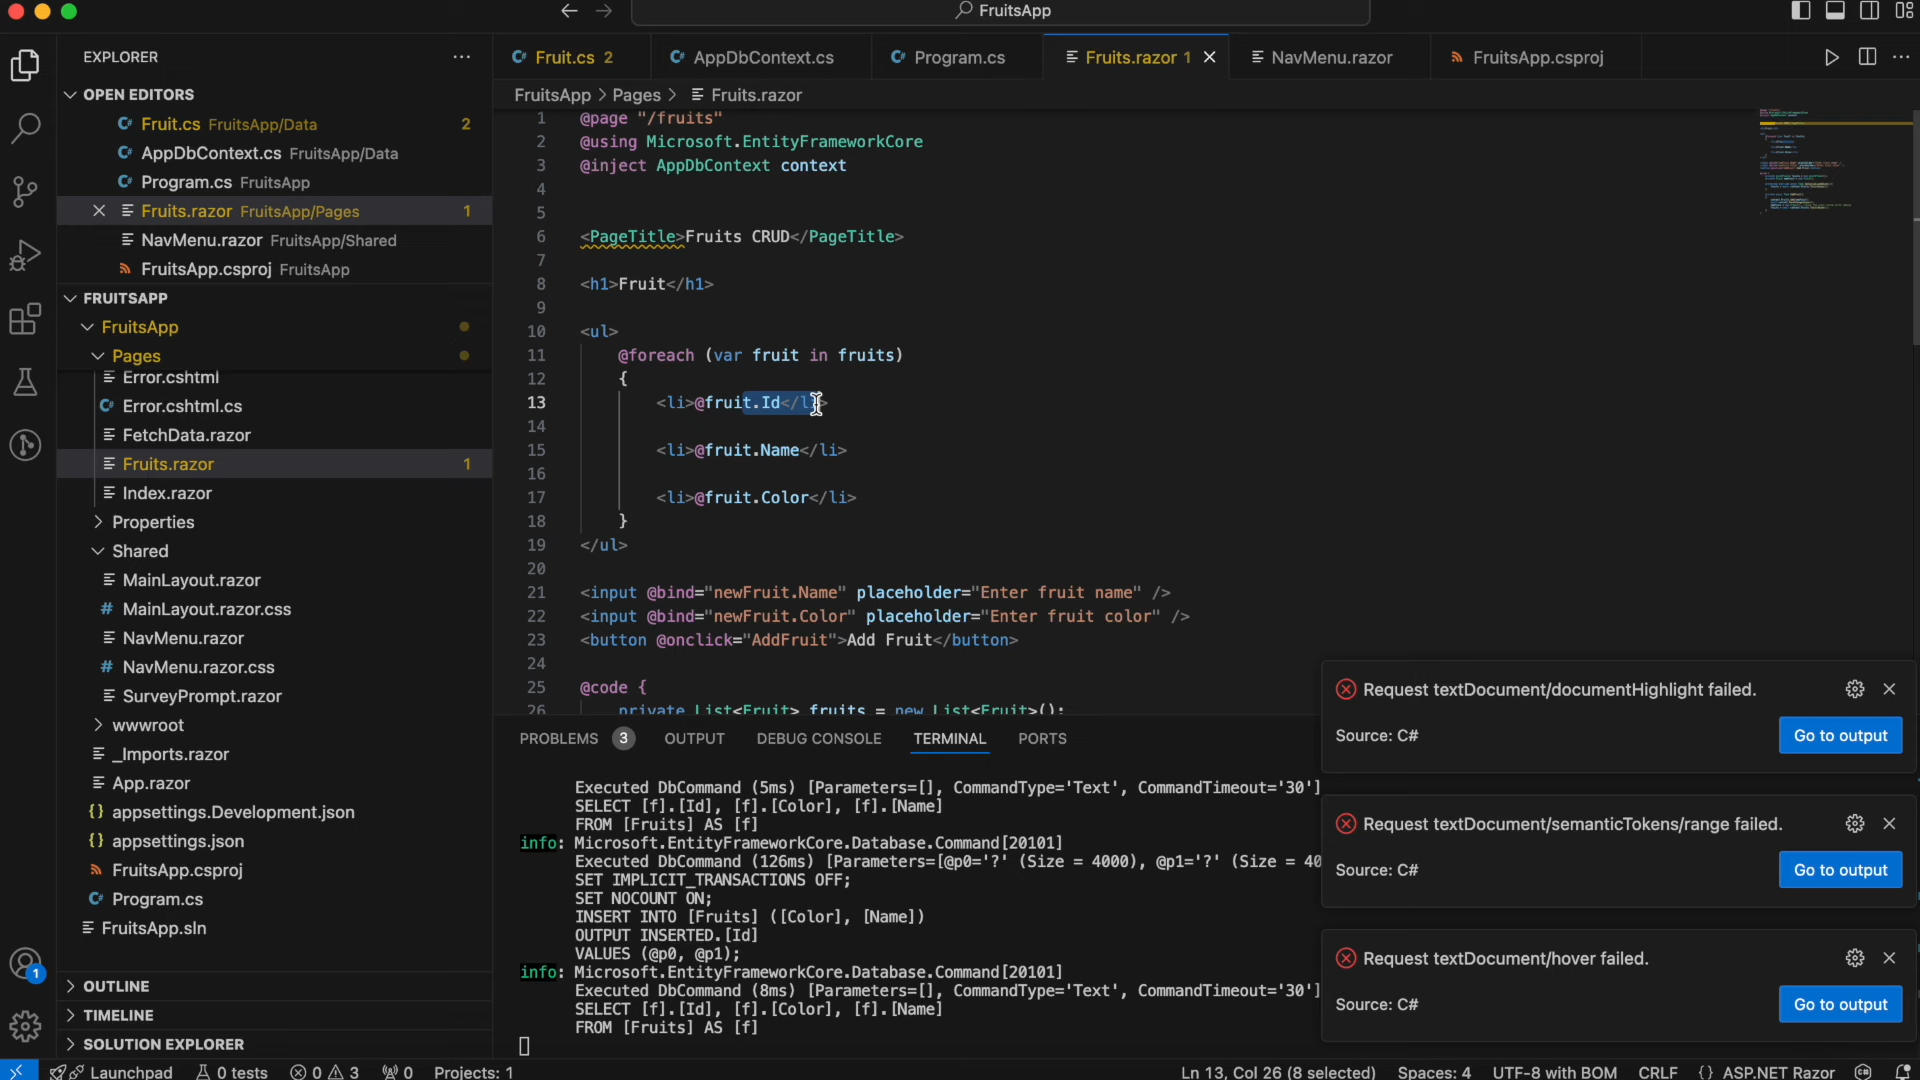 FruitsApp
EXPLORER
OPEN EDITORS
Fruit.cs FruitsApp/Data 2
AppDbContext.cs FruitsApp/Data
Program.cs FruitsApp
Fruits.razor FruitsApp/Pages 1
NavMenu.razor FruitsApp/Shared
FruitsApp.csproj FruitsApp
FRUITSAPP
FruitsApp
Pages
Error.cshtml
Error.cshtml.cs
FetchData.razor
Fruits.razor 1
Index.razor
Properties
Shared
MainLayout.razor
MainLayout.razor.css
NavMenu.razor
NavMenu.razor.css
SurveyPrompt.razor
wwwroot
_Imports.razor
App.razor
appsettings.Development.json
appsettings.json
FruitsApp.csproj
Program.cs
FruitsApp.sln
OUTLINE
TIMELINE
SOLUTION EXPLORER
1
Fruit.cs 2 AppDbContext.cs Program.cs Fruits.razor 1 NavMenu.razor FruitsApp.csproj
FruitsApp > Pages > Fruits.razor
1 @page "/fruits"
2 @using Microsoft.EntityFrameworkCore
3 @inject AppDbContext context
4
5
6 <PageTitle>Fruits CRUD</PageTitle>
7
8 <h1>Fruit</h1>
9
10 <ul>
11 @foreach (var fruit in fruits)
12 {
13 <li>@fruit.Id</li>
14
15 <li>@fruit.Name</li>
16
17 <li>@fruit.Color</li>
18 }
19 </ul>
20
21 <input @bind="newFruit.Name" placeholder="Enter fruit name" />
22 <input @bind="newFruit.Color" placeholder="Enter fruit color" />
23 <button @onclick="AddFruit">Add Fruit</button>
24
25 @code {
26 private List<Fruit> fruits = new List<Fruit>();
PROBLEMS 3 OUTPUT DEBUG CONSOLE TERMINAL PORTS
Executed DbCommand (5ms) [Parameters=[], CommandType='Text', CommandTimeout='30']
SELECT [f].[Id], [f].[Color], [f].[Name]
FROM [Fruits] AS [f]
info: Microsoft.EntityFrameworkCore.Database.Command[20101]
Executed DbCommand (126ms) [Parameters=[@p0='?' (Size = 4000), @p1='?' (Size = 40
SET IMPLICIT_TRANSACTIONS OFF;
SET NOCOUNT ON;
INSERT INTO [Fruits] ([Color], [Name])
OUTPUT INSERTED.[Id]
VALUES (@p0, @p1);
info: Microsoft.EntityFrameworkCore.Database.Command[20101]
Executed DbCommand (8ms) [Parameters=[], CommandType='Text', CommandTimeout='30']
SELECT [f].[Id], [f].[Color], [f].[Name]
FROM [Fruits] AS [f]
Request textDocument/documentHighlight failed.
Source: C# Go to output
Request textDocument/semanticTokens/range failed.
Source: C# Go to output
Request textDocument/hover failed.
Source: C# Go to output
Launchpad 0 tests 0 3 0 Projects: 1 Ln 13, Col 26 (8 selected) Spaces: 4 UTF-8 with BOM CRLF {} ASP.NET Razor